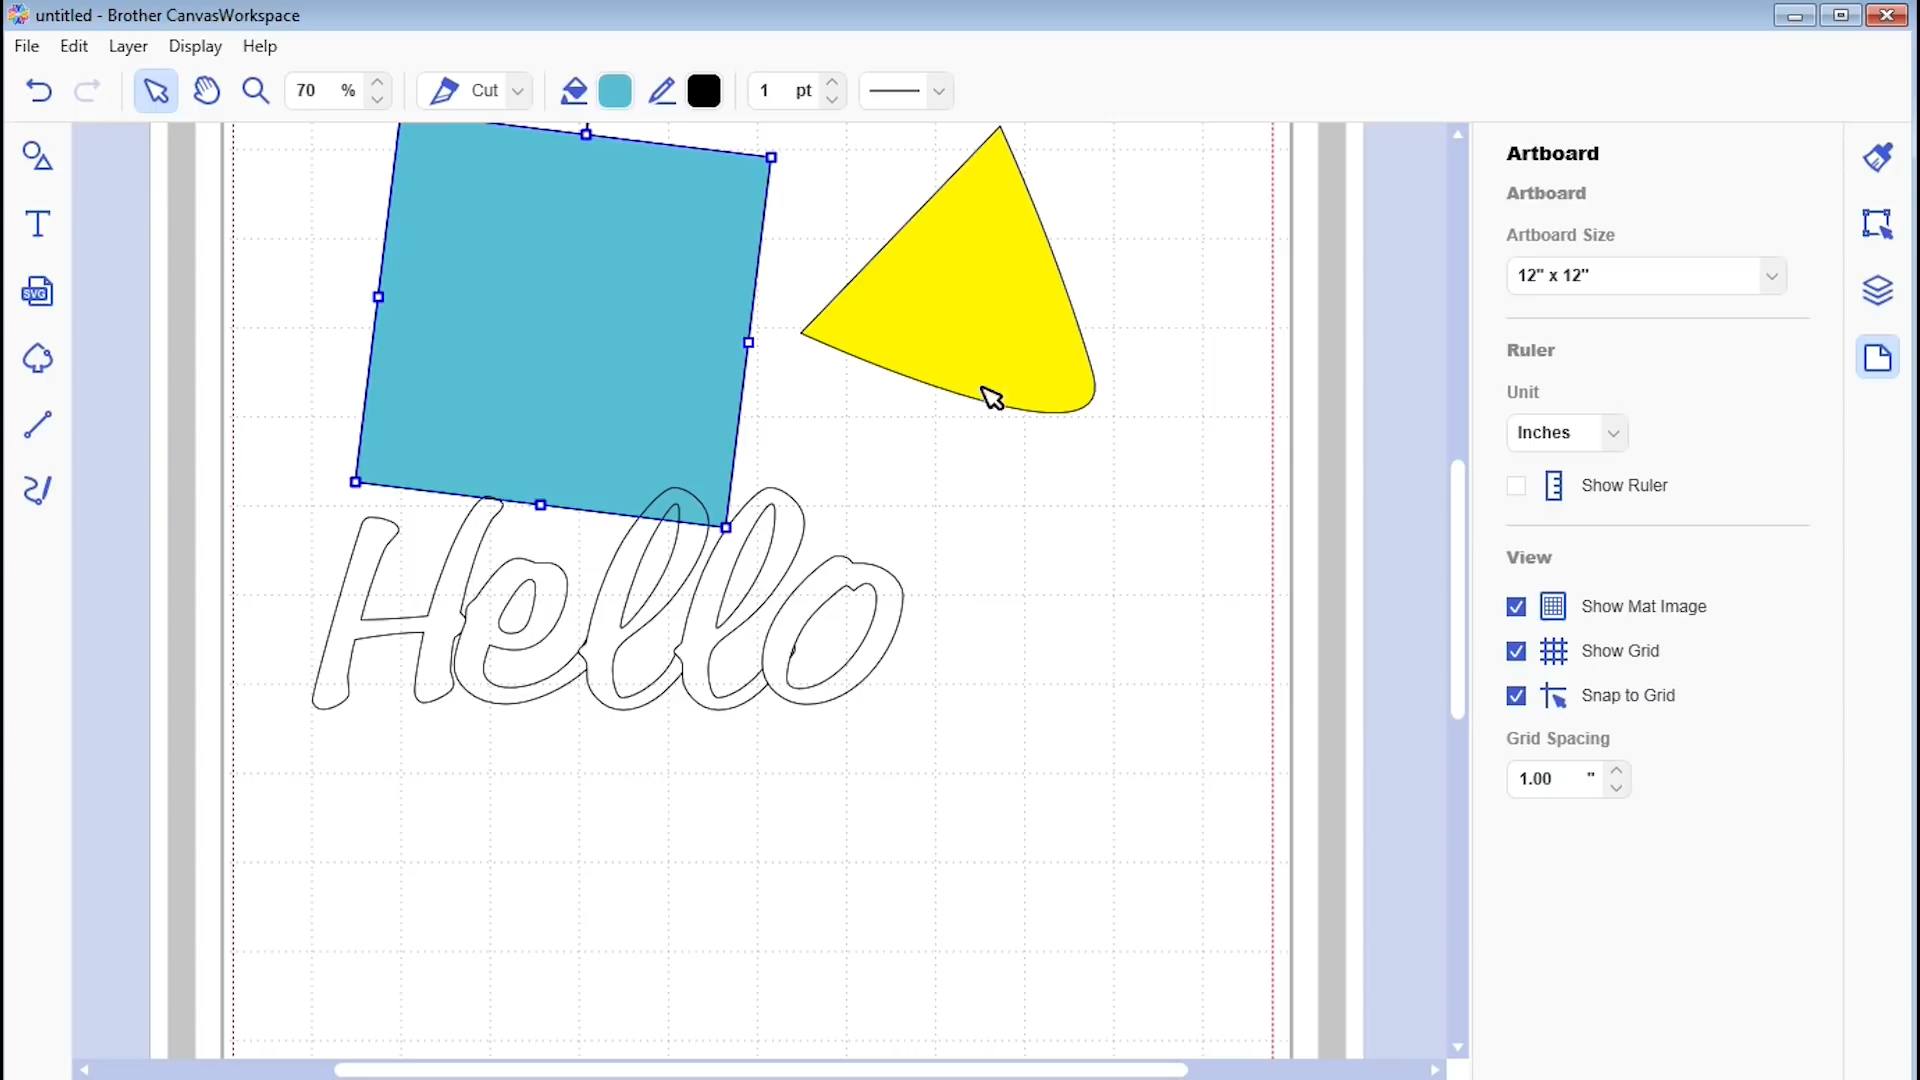 untitled - Brother CanvasWorkspace
File Edit Layer Display Help
70 % Cut 1 pt
Artboard
Artboard
Artboard Size
12" x 12"
Ruler
Unit
Inches
Show Ruler
View
Show Mat Image
Show Grid
Snap to Grid
Grid Spacing
1.00 "
SVG
Hello